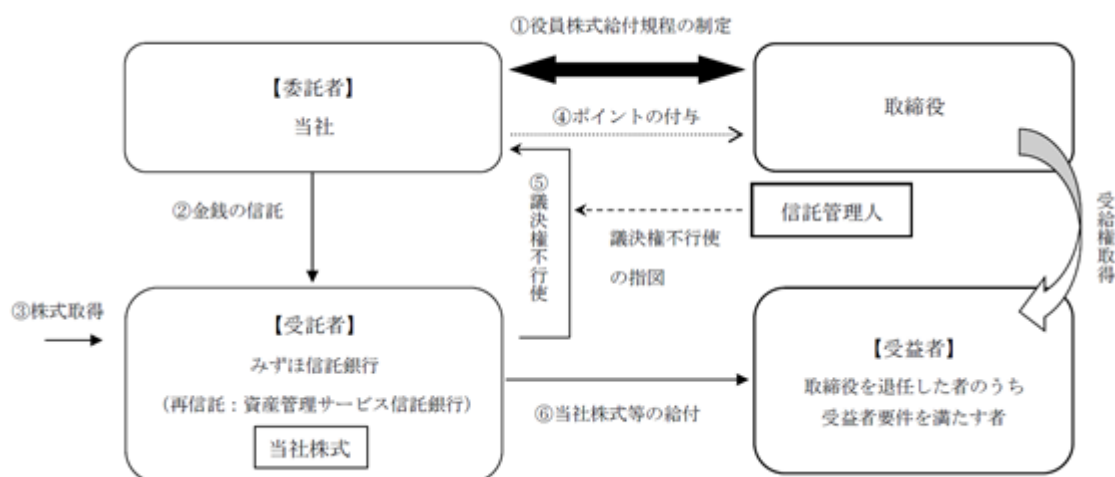 ①役員株式給付規程の制定
【委託者】
当社
取締役
④ポイントの付与
②金銭の信託
⑤議決権不行使
信託管理人
議決権不行使
の指図
受給権取得
③株式取得
【受託者】
みずほ信託銀行
(再信託：資産管理サービス信託銀行)
当社株式
⑥当社株式等の給付
【受益者】
取締役を退任した者のうち
受益者要件を満たす者